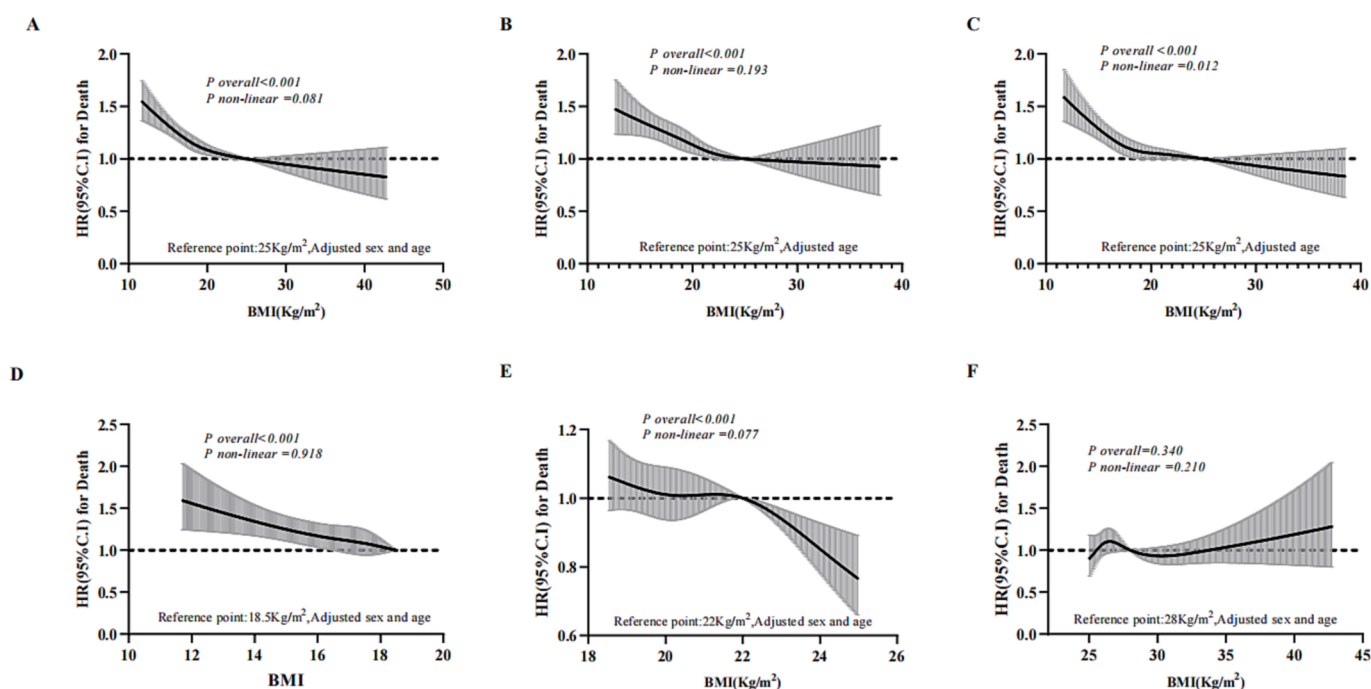 A
HR(95%C.I) for Death
2.0
1.5
1.0
0.5
0.0
P overall<0.001
P non-linear =0.081
Reference point:25Kg/m²,Adjusted sex and age
10 20 30 40 50
BMI(Kg/m²)
B
HR(95%C.I) for Death
2.0
1.5
1.0
0.5
0.0
P overall<0.001
P non-linear =0.193
Reference point:25Kg/m²,Adjusted age
10 20 30 40
BMI(Kg/m²)
C
HR(95%C.I) for Death
2.0
1.5
1.0
0.5
0.0
P overall <0.001
P non-linear =0.012
Reference point:25Kg/m²,Adjusted age
10 20 30 40
BMI(Kg/m²)
D
HR(95%C.I) for Death
2.5
2.0
1.5
1.0
0.5
0.0
P overall<0.001
P non-linear =0.918
Reference point:18.5Kg/m²,Adjusted sex and age
10 12 14 16 18 20
BMI
E
HR(95%C.I) for Death
1.2
1.0
0.8
0.6
P overall<0.001
P non-linear =0.077
Reference point:22Kg/m²,Adjusted sex and age
18 20 22 24 26
BMI(Kg/m²)
F
HR(95%C.I) for Death
2.5
2.0
1.5
1.0
0.5
0.0
P overall=0.340
P non-linear =0.210
Reference point:28Kg/m²,Adjusted sex and age
25 30 35 40 45
BMI(Kg/m²)